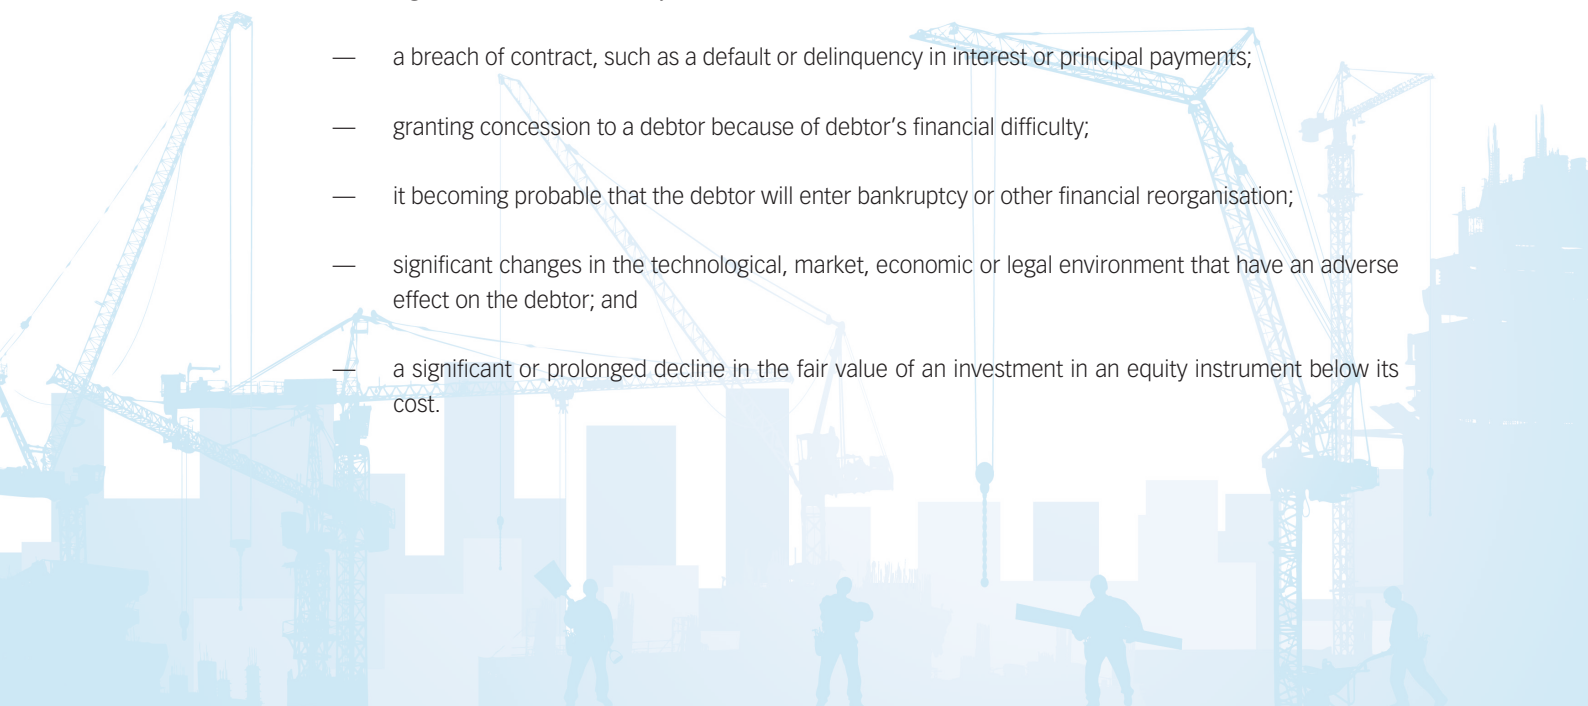 — a breach of contract, such as a default or delinquency in interest or principal payments;
— granting concession to a debtor because of debtor’s financial difficulty;
— it becoming probable that the debtor will enter bankruptcy or other financial reorganisation;
— significant changes in the technological, market, economic or legal environment that have an adverse
effect on the debtor; and
— a significant or prolonged decline in the fair value of an investment in an equity instrument below its
cost.